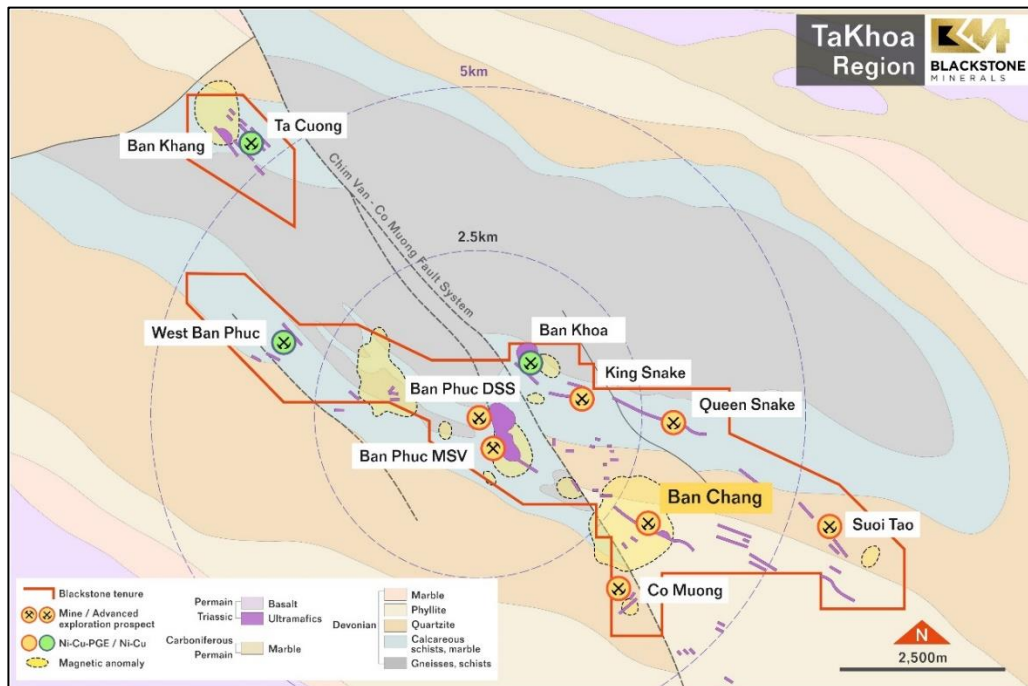 TaKhoa
Region
BLACKSTONE
MINERALS
5km
Ta Cuong
Ban Khang
Chim Van - Co Muong Fault System
2.5km
West Ban Phuc
Ban Khoa
King Snake
Ban Phuc DSS
Queen Snake
Ban Phuc MSV
Ban Chang
Suoi Tao
Co Muong
Blackstone tenure
Mine / Advanced
exploration prospect
Ni-Cu-PGE / Ni-Cu
Magnetic anomaly
Permain
Triassic
Basalt
Ultramafics
Carboniferous
Permain
Marble
Devonian
Marble
Phyllite
Quartzite
Calcareous
schists, marble
Gneisses, schists
N
2,500m